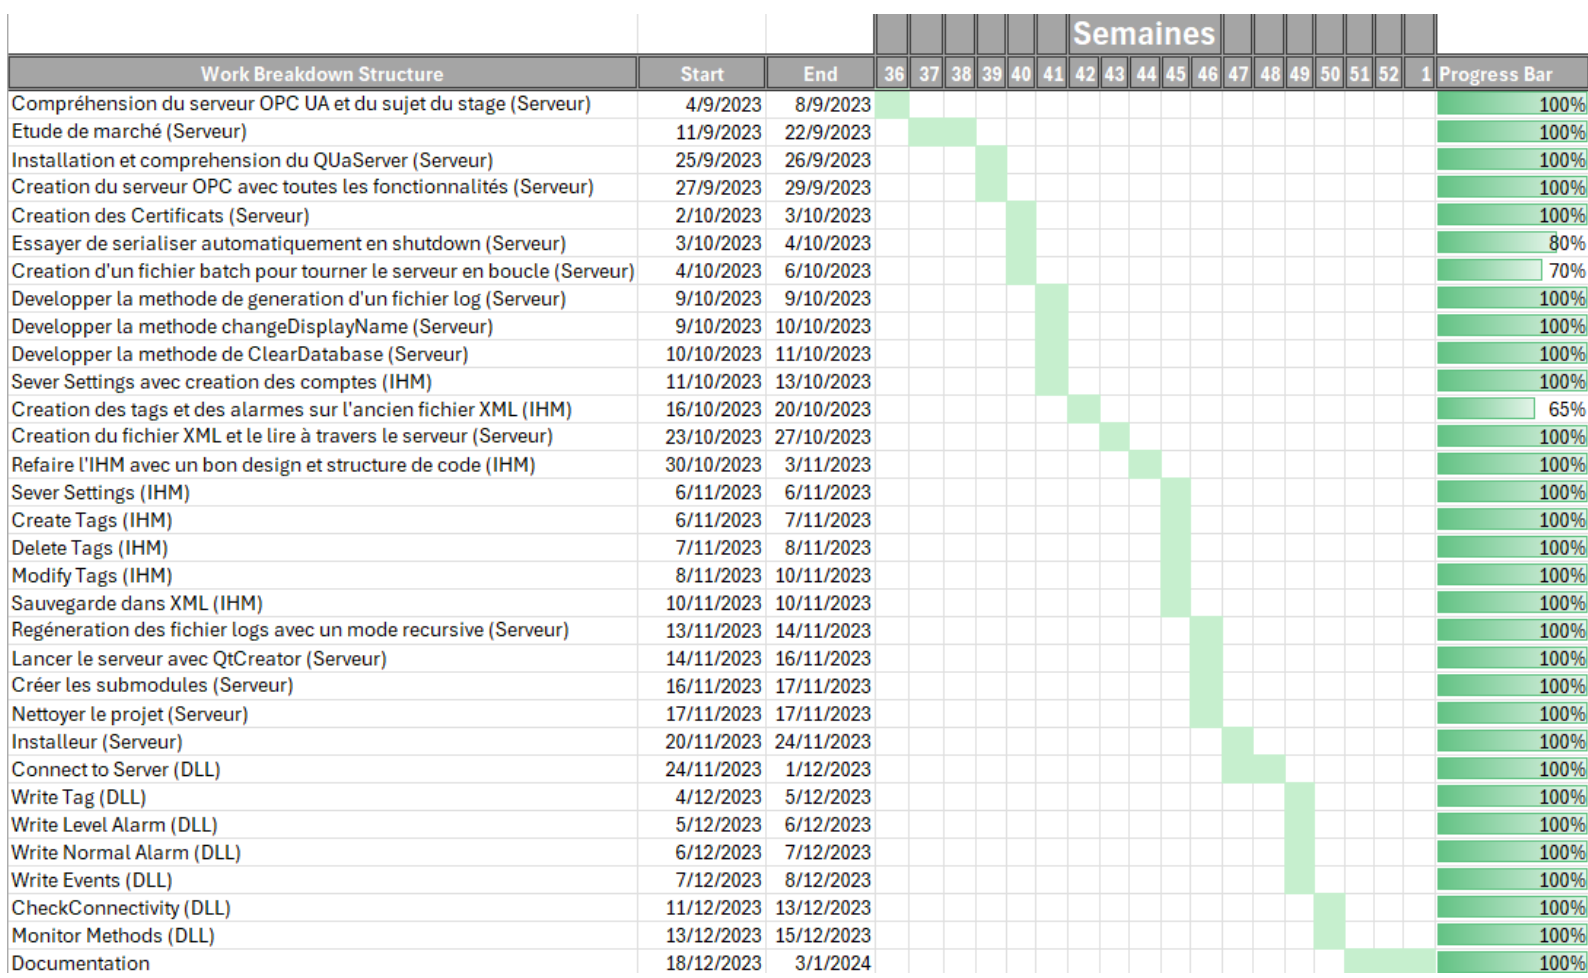 Semaines
Work Breakdown Structure Start End 36 37 38 39 40 41 42 43 44 45 46 47 48 49 50 51 52 1 Progress Bar
Compréhension du serveur OPC UA et du sujet du stage (Serveur) 4/9/2023 8/9/2023 100%
Etude de marché (Serveur) 11/9/2023 22/9/2023 100%
Installation et comprehension du QUaServer (Serveur) 25/9/2023 26/9/2023 100%
Creation du serveur OPC avec toutes les fonctionnalités (Serveur) 27/9/2023 29/9/2023 100%
Creation des Certificats (Serveur) 2/10/2023 3/10/2023 100%
Essayer de serialiser automatiquement en shutdown (Serveur) 3/10/2023 4/10/2023 80%
Creation d'un fichier batch pour tourner le serveur en boucle (Serveur) 4/10/2023 6/10/2023 70%
Developper la methode de generation d'un fichier log (Serveur) 9/10/2023 9/10/2023 100%
Developper la methode changeDisplayName (Serveur) 9/10/2023 10/10/2023 100%
Developper la methode de ClearDatabase (Serveur) 10/10/2023 11/10/2023 100%
Sever Settings avec creation des comptes (IHM) 11/10/2023 13/10/2023 100%
Creation des tags et des alarmes sur l'ancien fichier XML (IHM) 16/10/2023 20/10/2023 65%
Creation du fichier XML et le lire à travers le serveur (Serveur) 23/10/2023 27/10/2023 100%
Refaire l'IHM avec un bon design et structure de code (IHM) 30/10/2023 3/11/2023 100%
Sever Settings (IHM) 6/11/2023 6/11/2023 100%
Create Tags (IHM) 6/11/2023 7/11/2023 100%
Delete Tags (IHM) 7/11/2023 8/11/2023 100%
Modify Tags (IHM) 8/11/2023 10/11/2023 100%
Sauvegarde dans XML (IHM) 10/11/2023 10/11/2023 100%
Regéneration des fichier logs avec un mode recursive (Serveur) 13/11/2023 14/11/2023 100%
Lancer le serveur avec QtCreator (Serveur) 14/11/2023 16/11/2023 100%
Créer les submodules (Serveur) 16/11/2023 17/11/2023 100%
Nettoyer le projet (Serveur) 17/11/2023 17/11/2023 100%
Installeur (Serveur) 20/11/2023 24/11/2023 100%
Connect to Server (DLL) 24/11/2023 1/12/2023 100%
Write Tag (DLL) 4/12/2023 5/12/2023 100%
Write Level Alarm (DLL) 5/12/2023 6/12/2023 100%
Write Normal Alarm (DLL) 6/12/2023 7/12/2023 100%
Write Events (DLL) 7/12/2023 8/12/2023 100%
CheckConnectivity (DLL) 11/12/2023 13/12/2023 100%
Monitor Methods (DLL) 13/12/2023 15/12/2023 100%
Documentation 18/12/2023 3/1/2024 100%